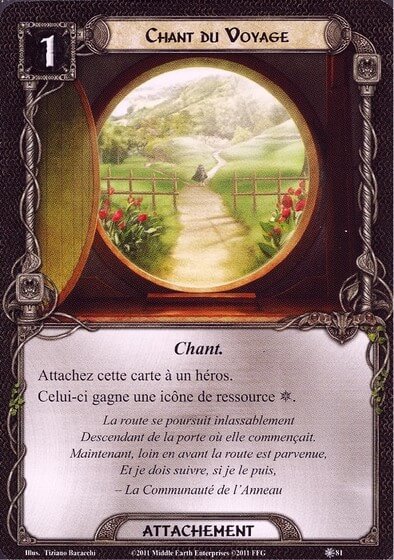 1
CHANT DU VOYAGE
Chant.
Attachez cette carte à un héros.
Celui-ci gagne une icône de ressource ✵.
La route se poursuit inlassablement
Descendant de la porte où elle commençait.
Maintenant, loin en avant la route est parvenue,
Et je dois suivre, si je le puis,
– La Communauté de l'Anneau
ATTACHEMENT
Illus. Tiziano Baracchi ©2011 Middle Earth Enterprises ©2011 FFG ✵ 81